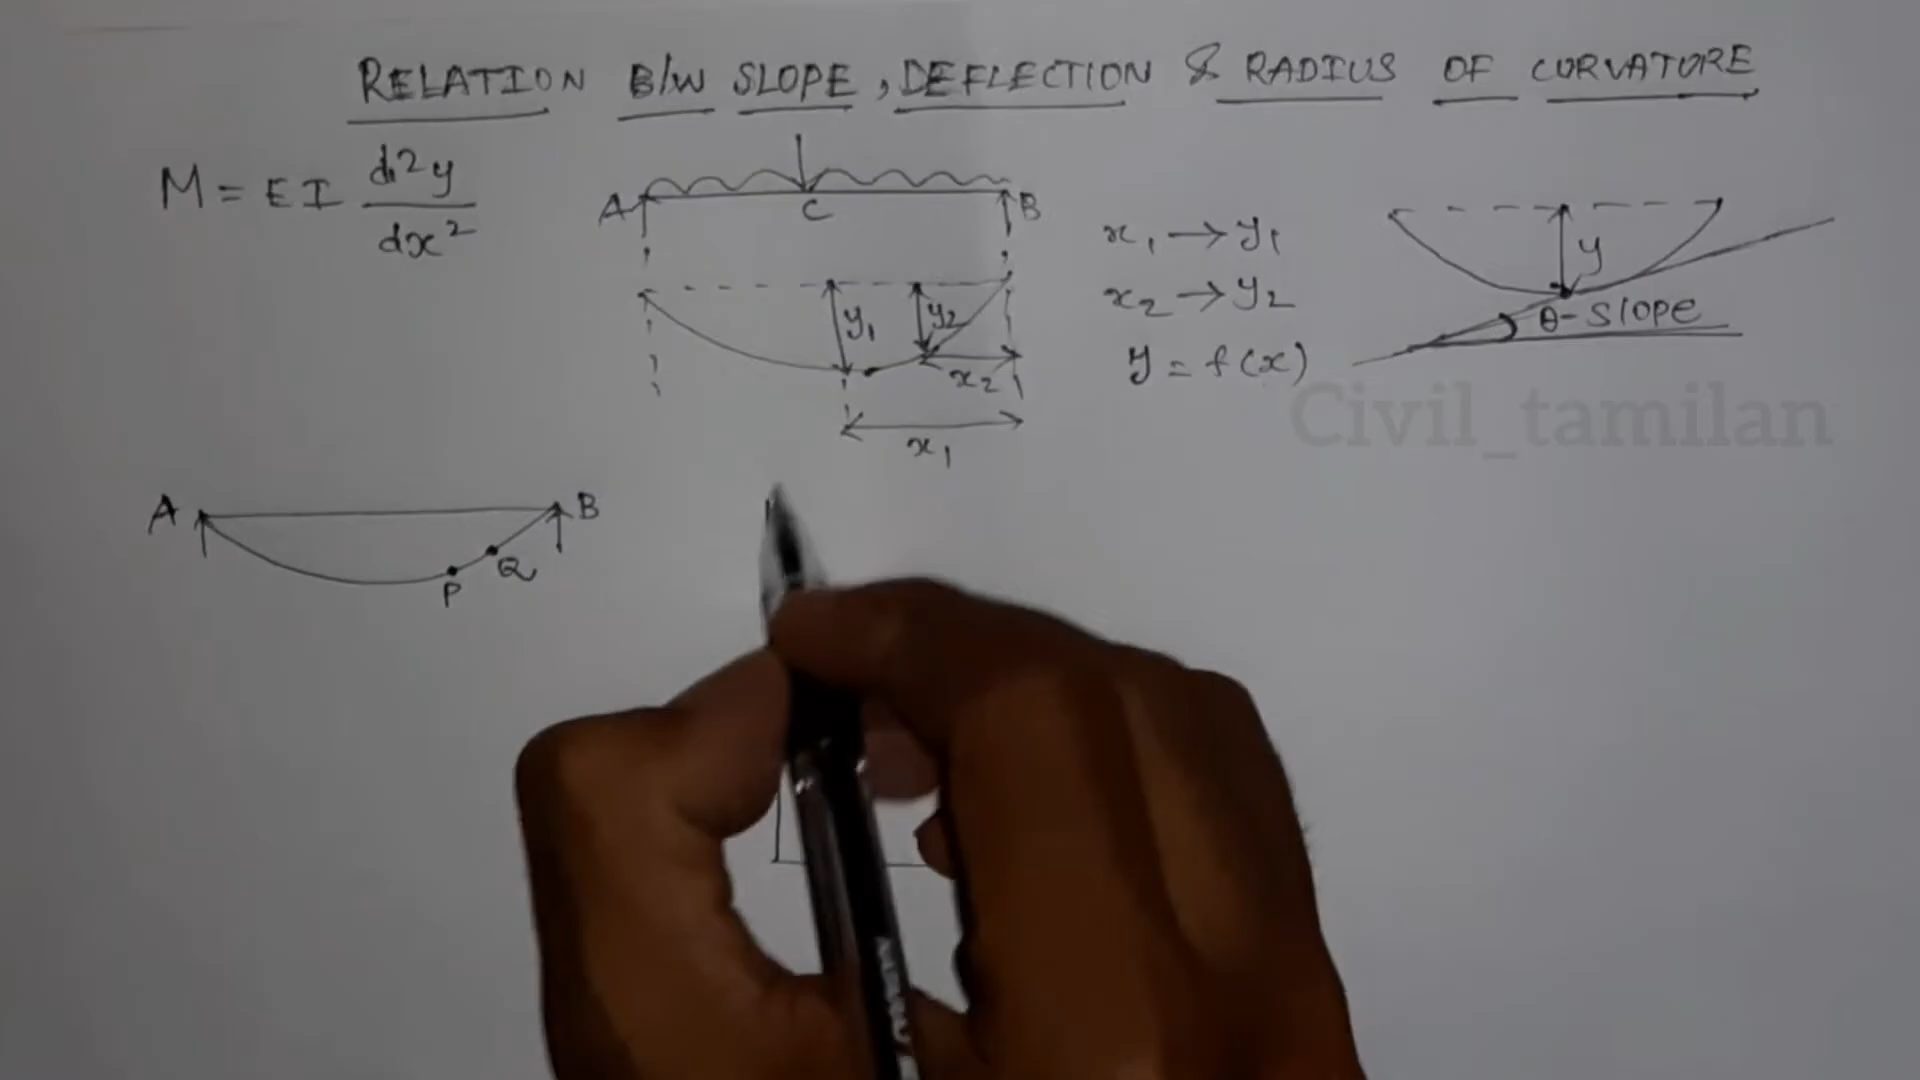 RELATION B/W SLOPE, DEFLECTION & RADIUS OF CURVATURE
M = EI d²y/dx²
A C B
x₁ → y₁
x₂ → y₂
y = f(x)
y₁ y₂
x₂
x₁
y
θ - SLOPE
Civil_tamilan
A B
P Q